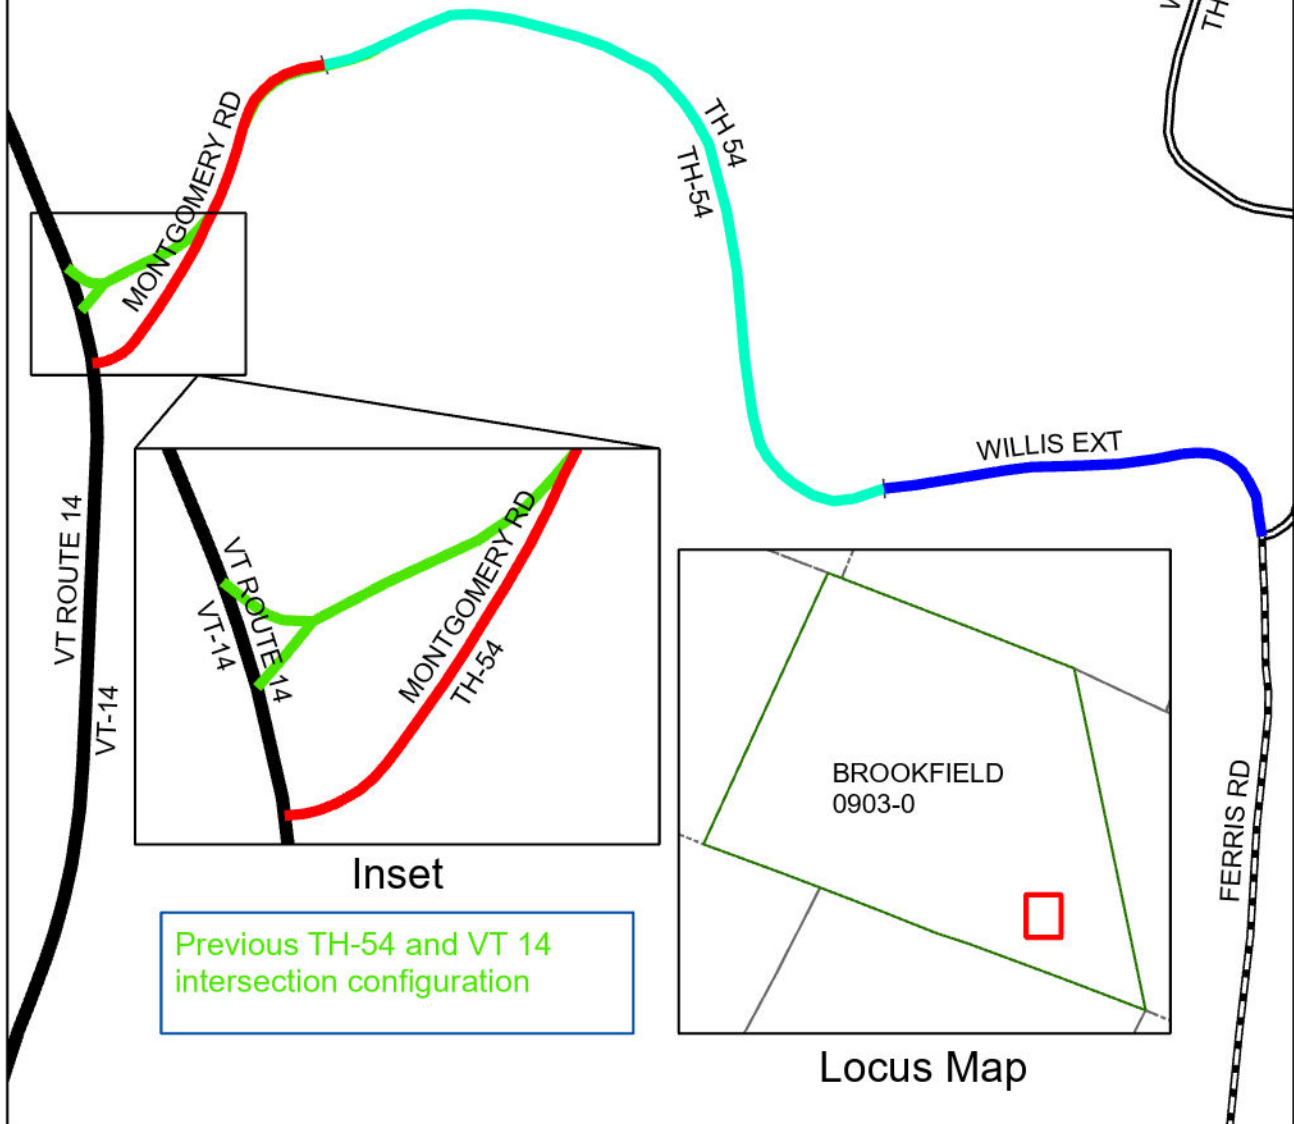 TH
MONTGOMERY RD
TH 54
TH-54
WILLIS EXT
VT ROUTE 14
VT-14
VT ROUTE 14
VT-14
MONTGOMERY RD
TH-54
Inset
Previous TH-54 and VT 14
intersection configuration
BROOKFIELD
0903-0
Locus Map
FERRIS RD